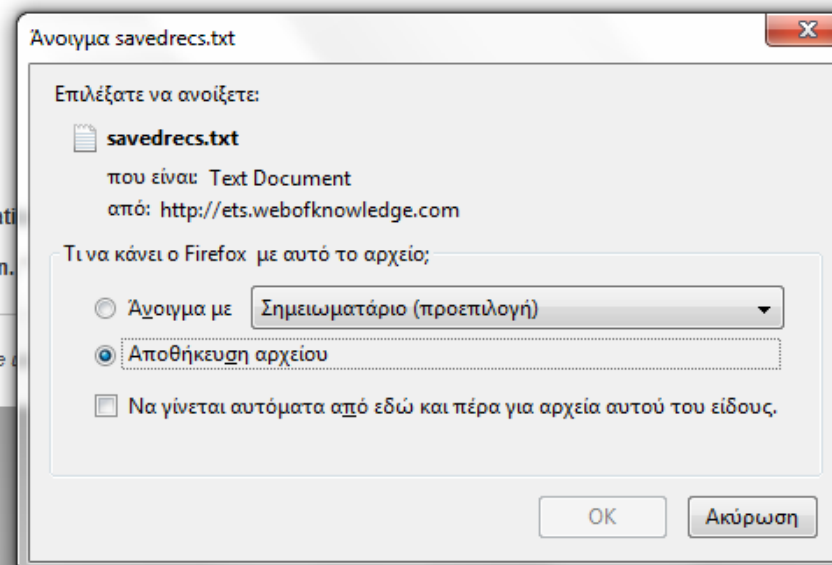 Άνοιγμα savedrecs.txt
Επιλέξατε να ανοίξετε:
savedrecs.txt
που είναι: Text Document
από: http://ets.webofknowledge.com
Τι να κάνει ο Firefox με αυτό το αρχείο;
Άνοιγμα με Σημειωματάριο (προεπιλογή)
Αποθήκευση αρχείου
Να γίνεται αυτόματα από εδώ και πέρα για αρχεία αυτού του είδους.
OK Ακύρωση